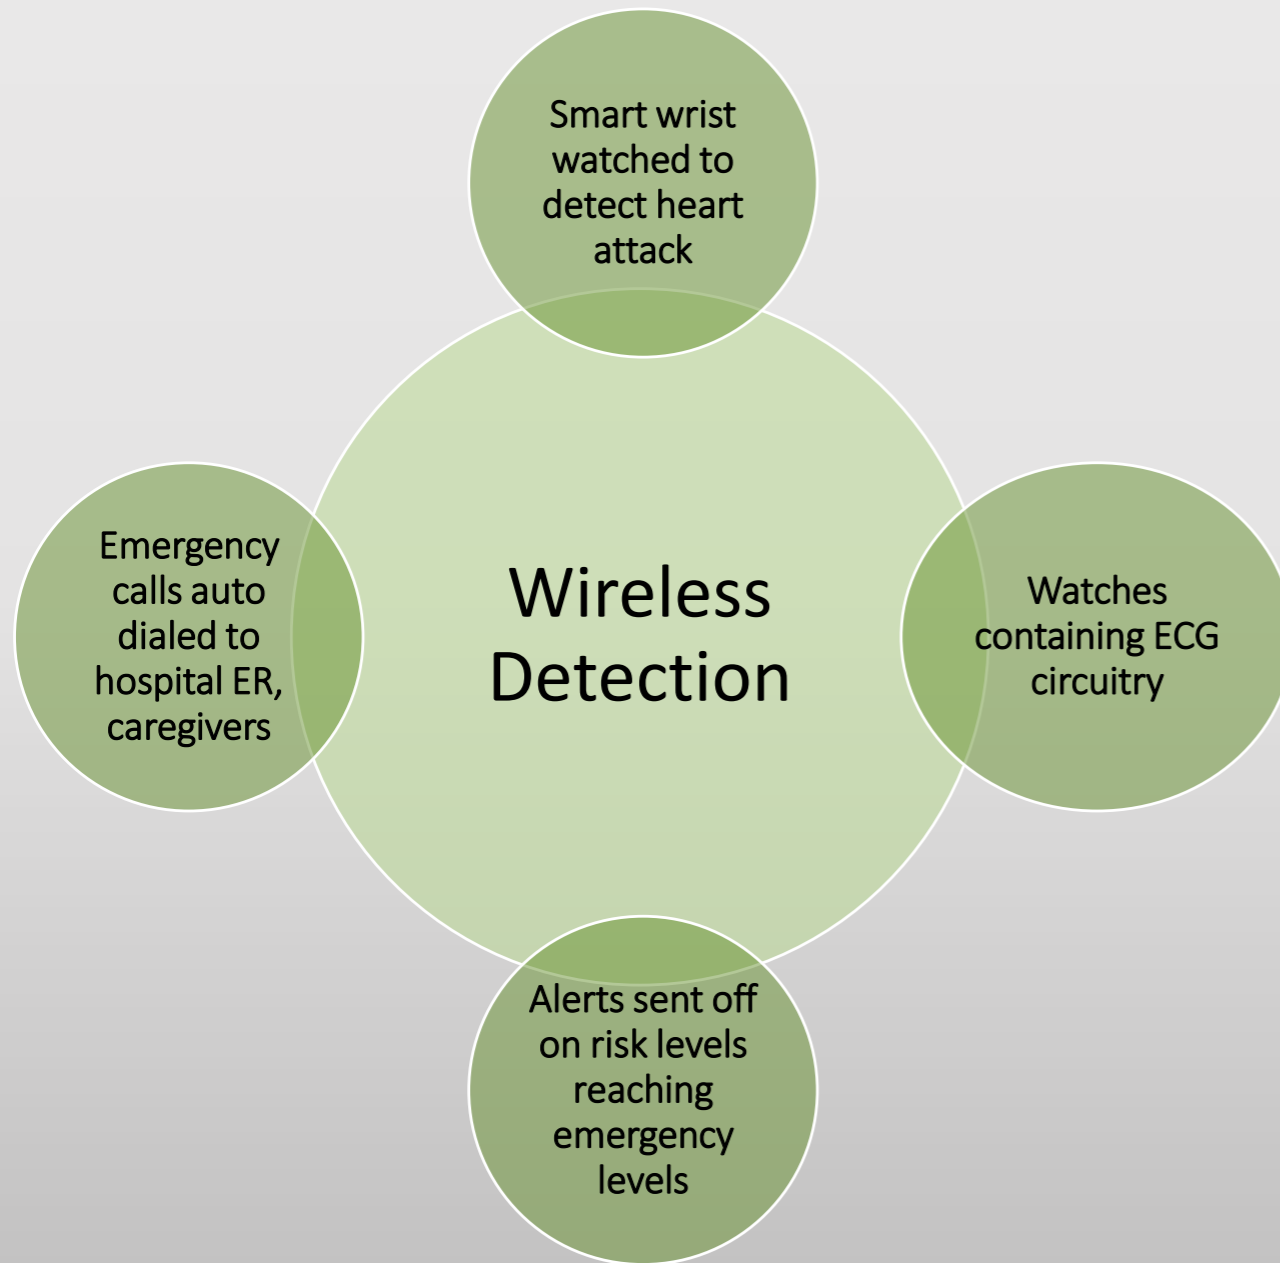 Smart wrist
watched to
detect heart
attack
Wireless
Detection
Watches
containing ECG
circuitry
Alerts sent off
on risk levels
reaching
emergency
levels
Emergency
calls auto
dialed to
hospital ER,
caregivers